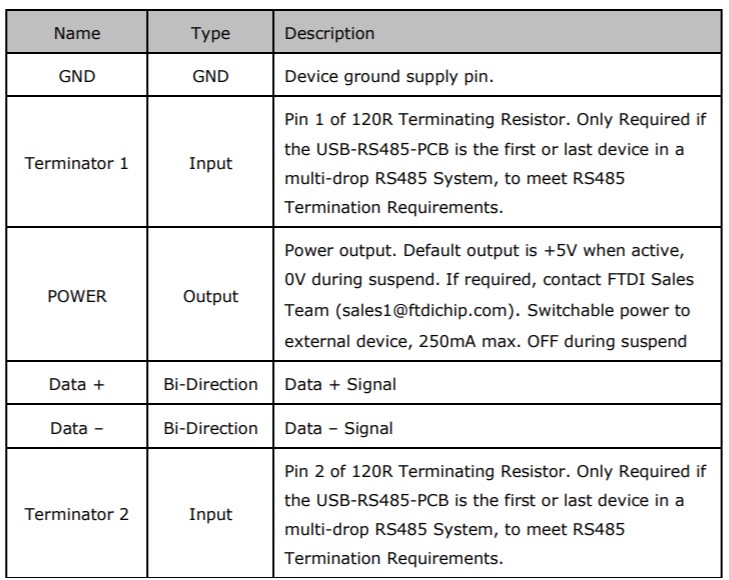 Name Type Description
GND GND Device ground supply pin.
Terminator 1 Input Pin 1 of 120R Terminating Resistor. Only Required if
the USB-RS485-PCB is the first or last device in a
multi-drop RS485 System, to meet RS485
Termination Requirements.
POWER Output Power output. Default output is +5V when active,
0V during suspend. If required, contact FTDI Sales
Team (sales1@ftdichip.com). Switchable power to
external device, 250mA max. OFF during suspend
Data + Bi-Direction Data + Signal
Data – Bi-Direction Data – Signal
Terminator 2 Input Pin 2 of 120R Terminating Resistor. Only Required if
the USB-RS485-PCB is the first or last device in a
multi-drop RS485 System, to meet RS485
Termination Requirements.